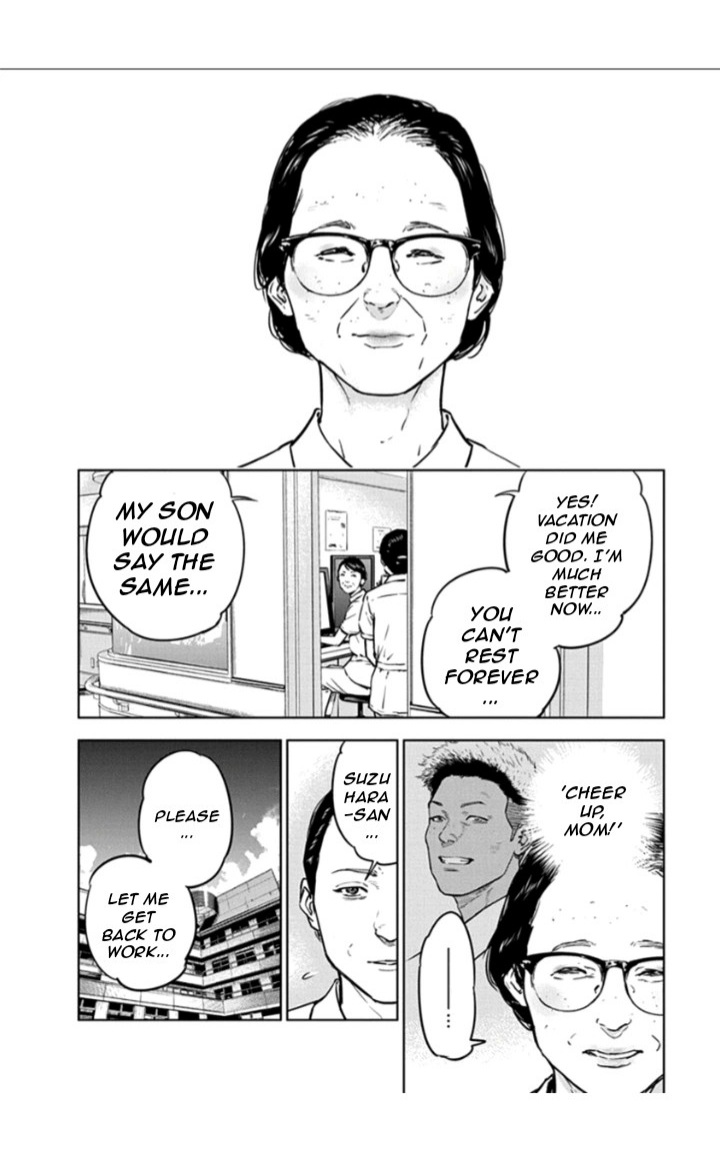 YES!
VACATION
DID ME
GOOD. I'M
MUCH
BETTER
NOW...
YOU
CAN'T
REST
FOREVER
...
MY SON
WOULD
SAY THE
SAME...
'CHEER
UP,
MOM!'
SUZU
HARA
-SAN
...
PLEASE
...
LET ME
GET
BACK TO
WORK...